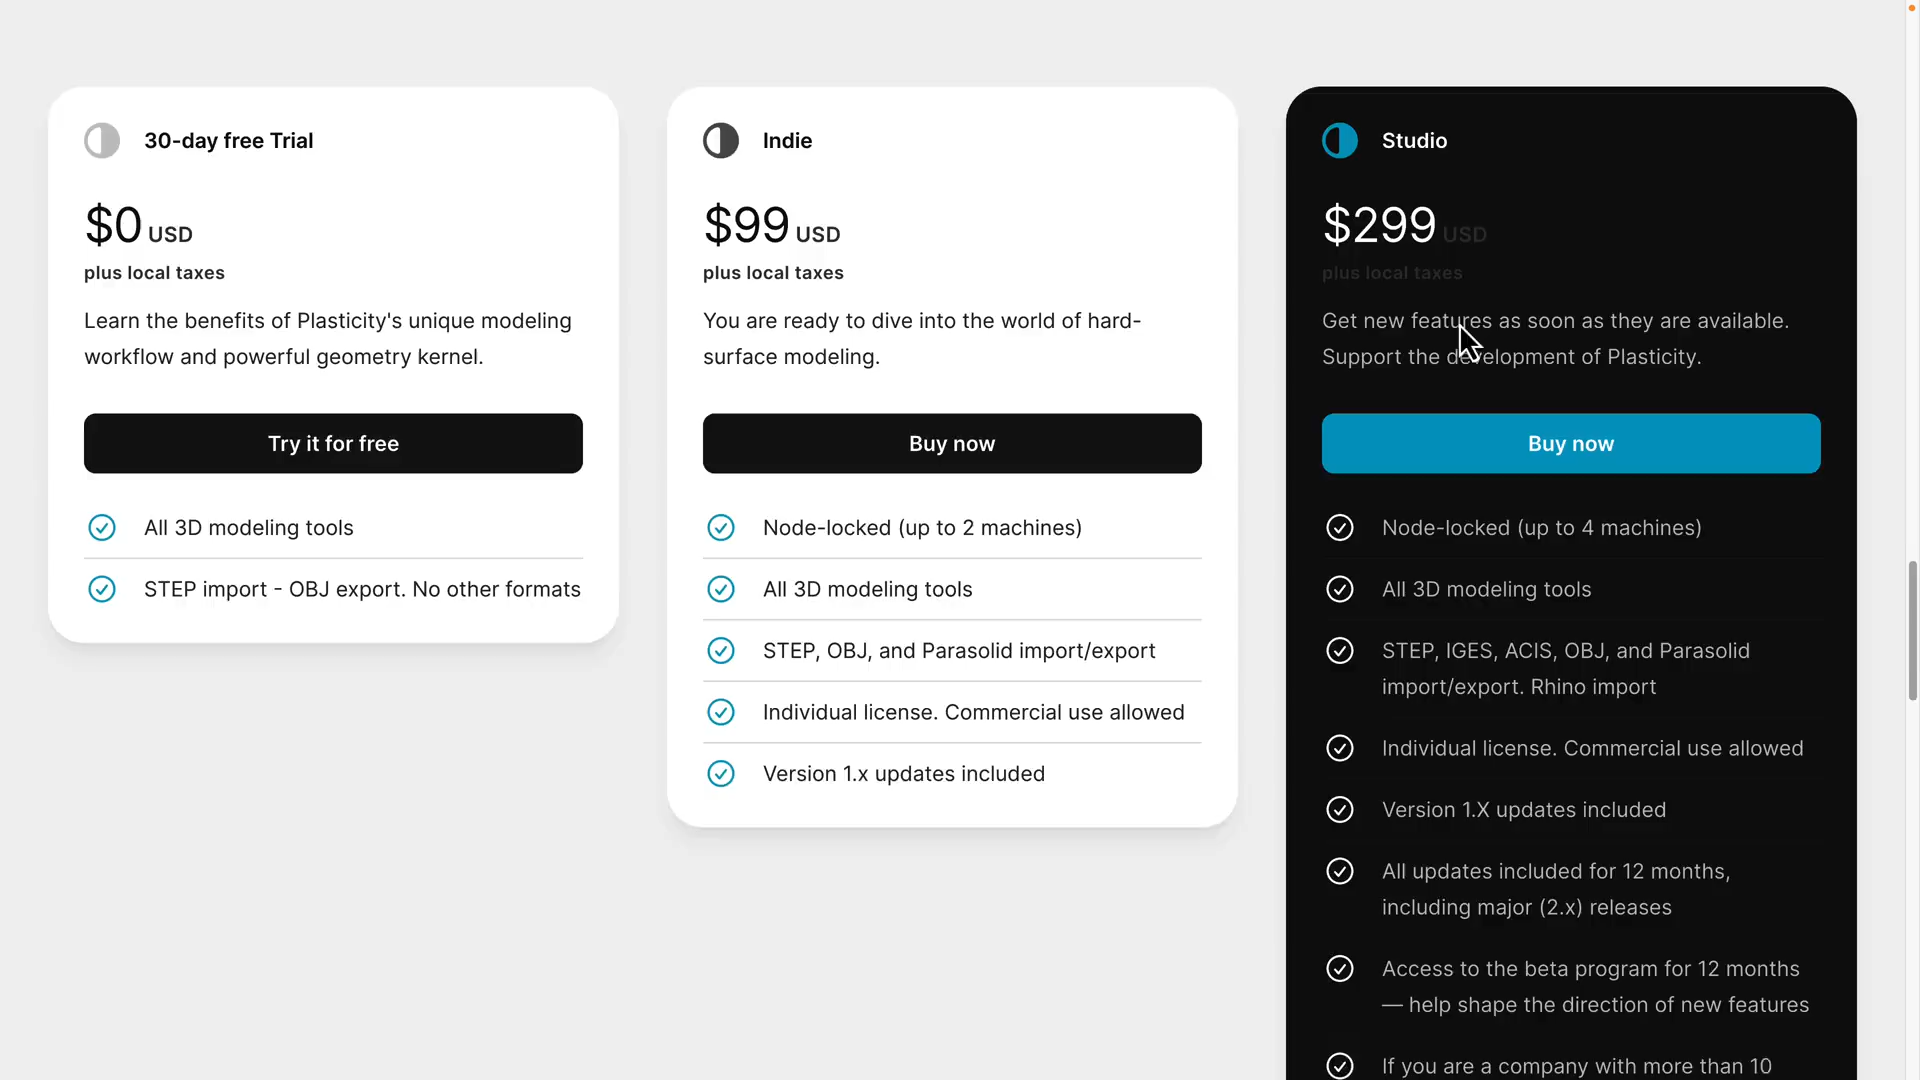 30-day free Trial
$0 USD
plus local taxes
Learn the benefits of Plasticity's unique modeling
workflow and powerful geometry kernel.
Try it for free
All 3D modeling tools
STEP import - OBJ export. No other formats
Indie
$99 USD
plus local taxes
You are ready to dive into the world of hard-
surface modeling.
Buy now
Node-locked (up to 2 machines)
All 3D modeling tools
STEP, OBJ, and Parasolid import/export
Individual license. Commercial use allowed
Version 1.x updates included
Studio
$299 USD
plus local taxes
Get new features as soon as they are available.
Support the development of Plasticity.
Buy now
Node-locked (up to 4 machines)
All 3D modeling tools
STEP, IGES, ACIS, OBJ, and Parasolid
import/export. Rhino import
Individual license. Commercial use allowed
Version 1.X updates included
All updates included for 12 months,
including major (2.x) releases
Access to the beta program for 12 months
— help shape the direction of new features
If you are a company with more than 10